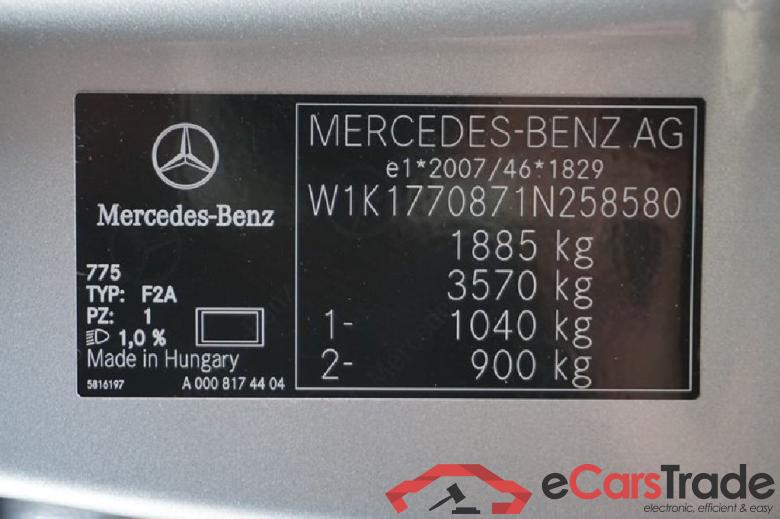 Mercedes-Benz
775
TYP: F2A
PZ: 1
1,0 %
Made in Hungary
5816197 A 000 817 44 04
MERCEDES-BENZ AG
e1*2007/46*1829
W1K1770871N258580
1885 kg
3570 kg
1- 1040 kg
2- 900 kg
eCarsTrade
electronic, efficient & easy